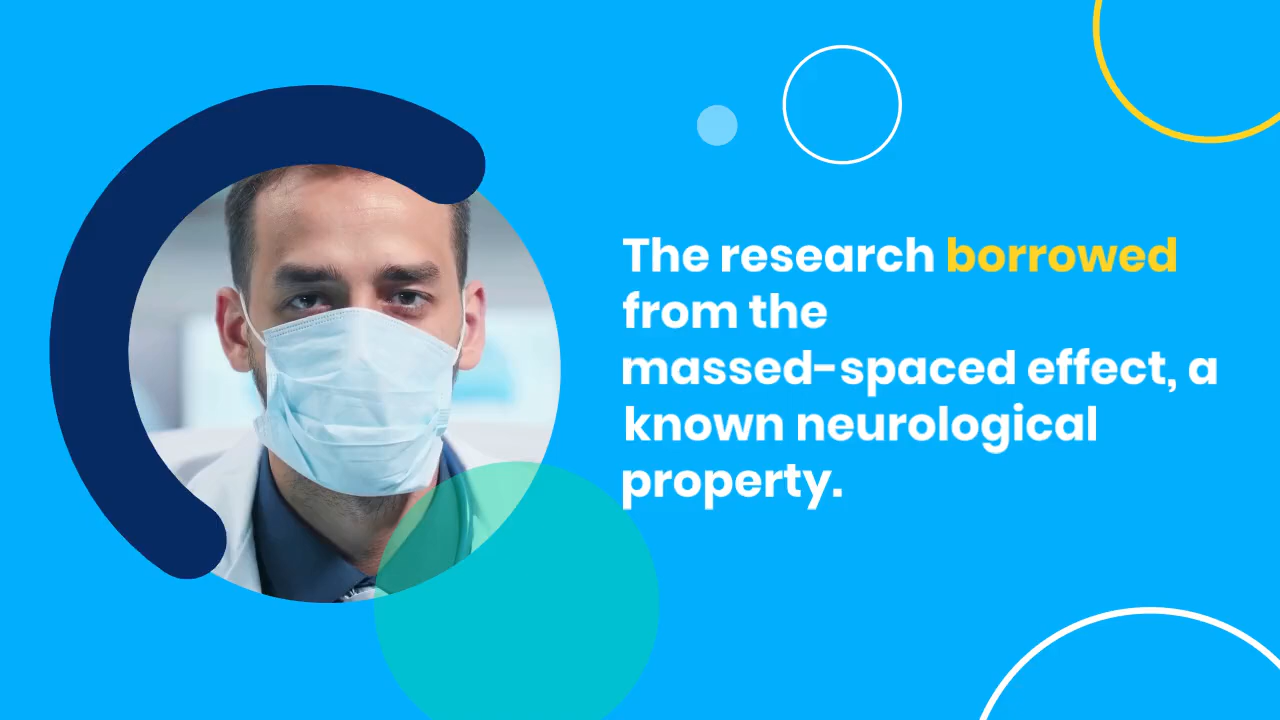 The research borrowed
from the
massed-spaced effect, a
known neurological
property.